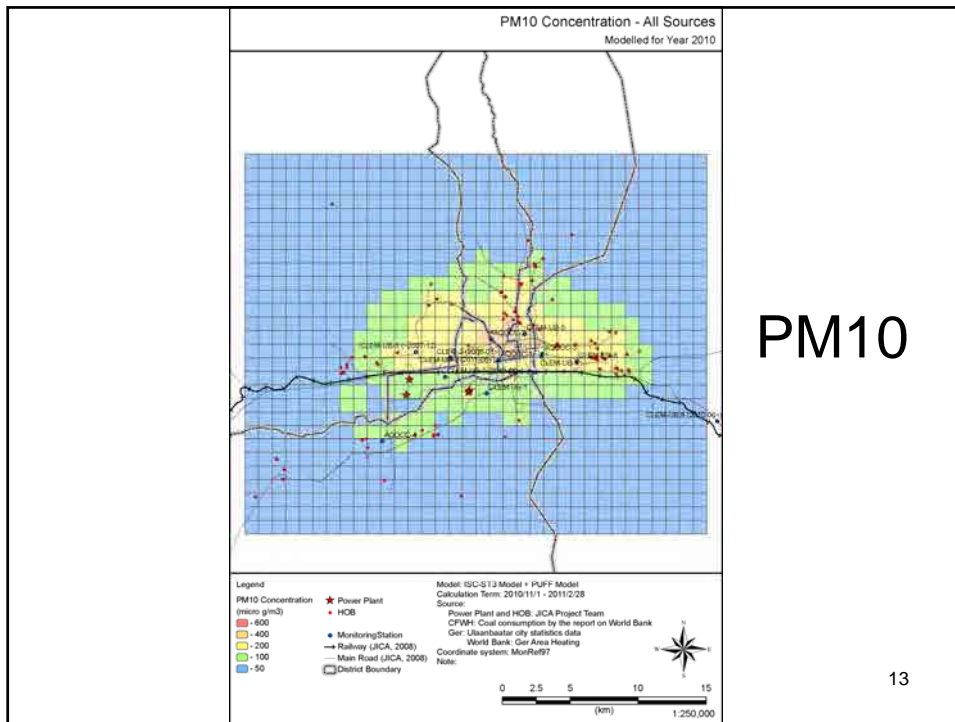 PM10 Concentration - All Sources
Modelled for Year 2010
PM10
Legend
PM10 Concentration
(micro g/m3)
- 600
- 400
- 200
- 100
- 50
Power Plant
HOB
MonitoringStation
Railway (JICA, 2008)
Main Road (JICA, 2008)
District Boundary
Model: ISC-ST3 Model + PUFF Model
Calculation Term: 2010/11/1 - 2011/2/28
Source:
Power Plant and HOB: JICA Project Team
CFWH: Coal consumption by the report on World Bank
Ger: Ulaanbaatar city statistics data
World Bank: Ger Area Heating
Coordinate system: MonRef97
Note:
N
W
E
S
0 2.5 5 10 15
(km)
1:250,000
13